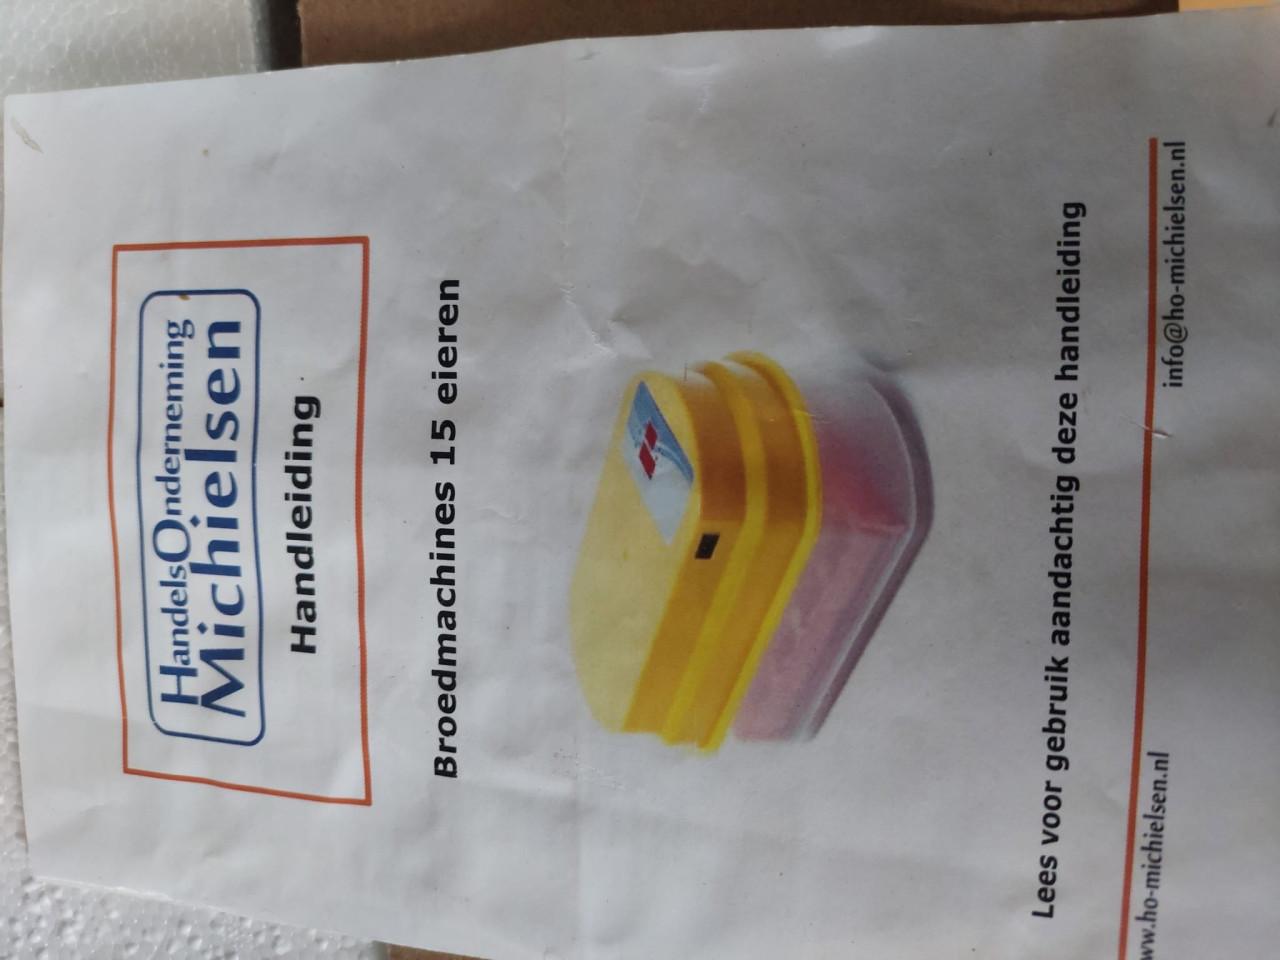 HandelsOnderneming
Michielsen
Handleiding
Broedmachines 15 eieren
Lees voor gebruik aandachtig deze handleiding
ww.ho-michielsen.nl
info@ho-michielsen.nl